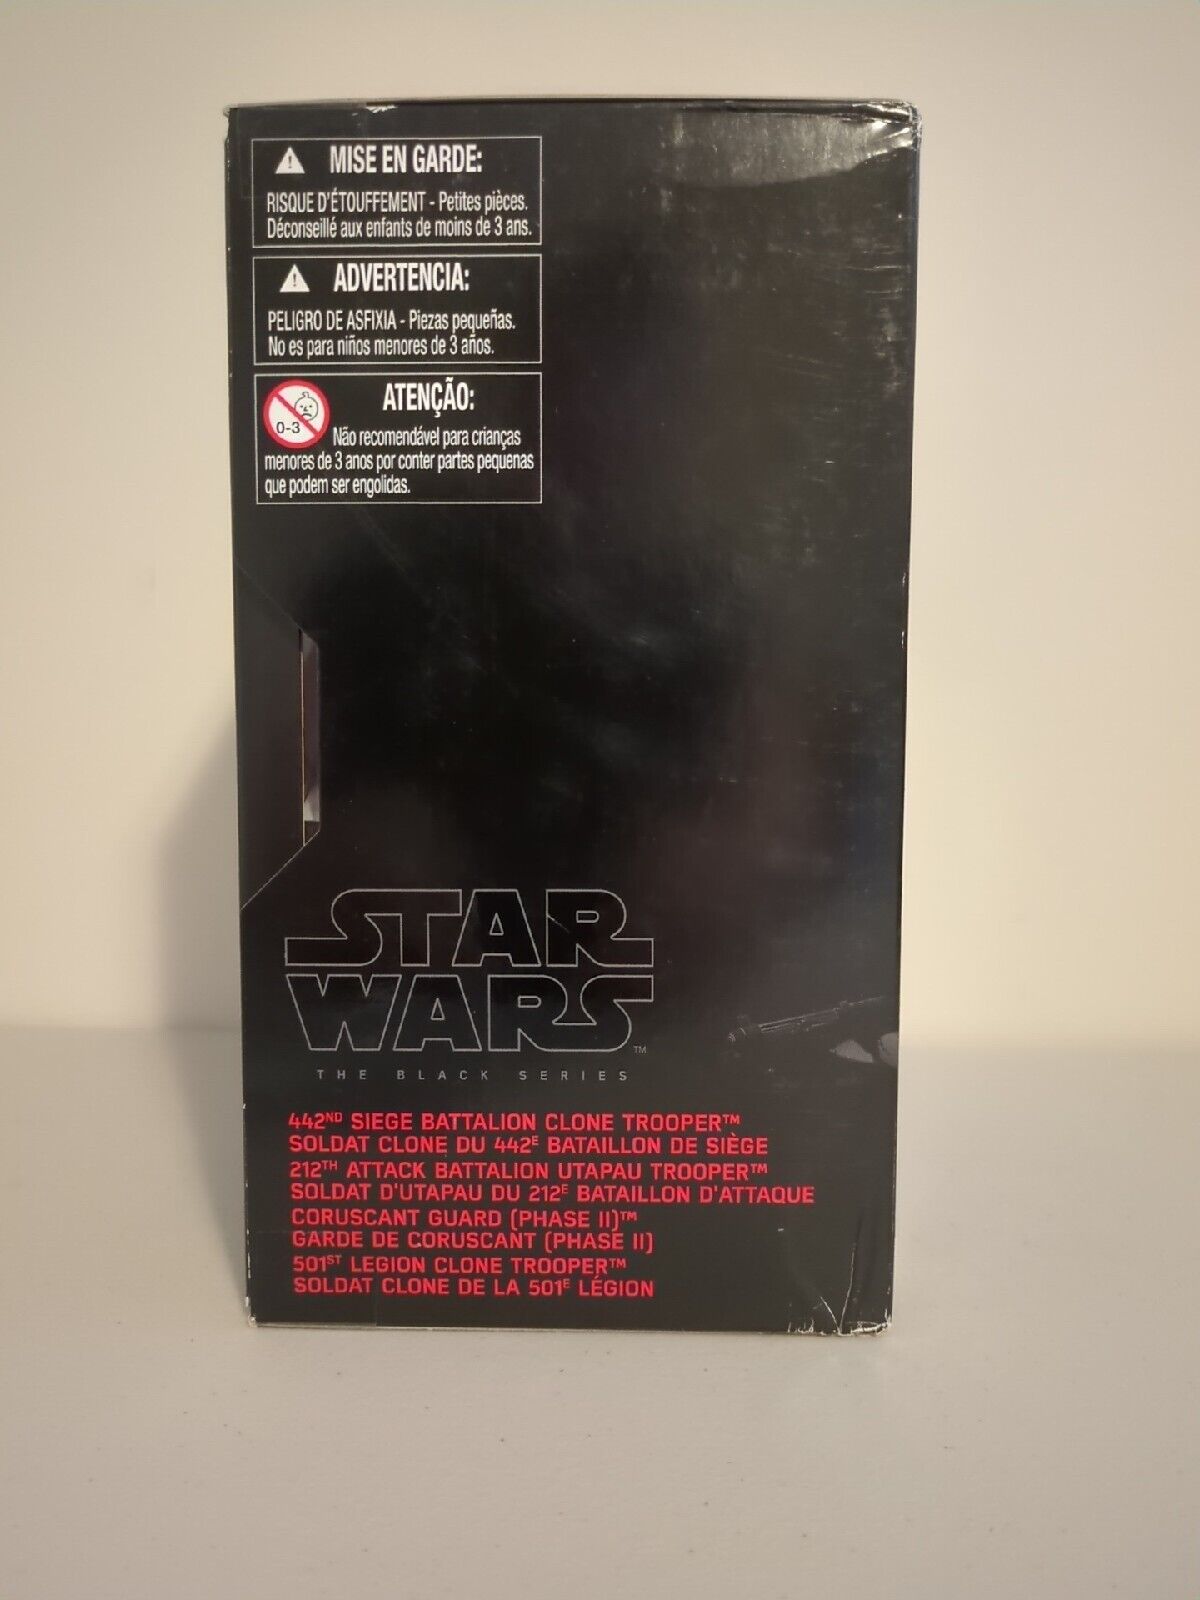 MISE EN GARDE:
RISQUE D'ÉTOUFFEMENT - Petites pièces.
Déconseillé aux enfants de moins de 3 ans.
ADVERTENCIA:
PELIGRO DE ASFIXIA - Piezas pequeñas.
No es para niños menores de 3 años.
ATENÇÃO:
0-3
Não recomendável para crianças
menores de 3 anos por conter partes pequenas
que podem ser engolidas.
STAR
WARS™
THE BLACK SERIES
442ND SIEGE BATTALION CLONE TROOPER™
SOLDAT CLONE DU 442E BATAILLON DE SIÈGE
212TH ATTACK BATTALION UTAPAU TROOPER™
SOLDAT D'UTAPAU DU 212E BATAILLON D'ATTAQUE
CORUSCANT GUARD (PHASE II)™
GARDE DE CORUSCANT (PHASE II)
501ST LEGION CLONE TROOPER™
SOLDAT CLONE DE LA 501E LÉGION